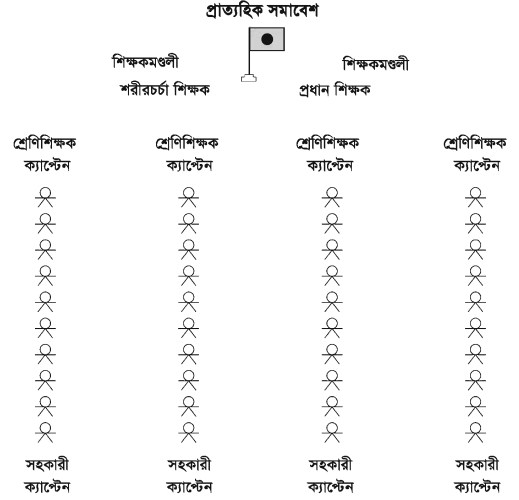 প্রাত্যহিক সমাবেশ
শিক্ষকমণ্ডলী শিক্ষকমণ্ডলী
শরীরচর্চা শিক্ষক প্রধান শিক্ষক
শ্রেণিশিক্ষক শ্রেণিশিক্ষক শ্রেণিশিক্ষক শ্রেণিশিক্ষক
ক্যাপ্টেন ক্যাপ্টেন ক্যাপ্টেন ক্যাপ্টেন
সহকারী সহকারী সহকারী সহকারী
ক্যাপ্টেন ক্যাপ্টেন ক্যাপ্টেন ক্যাপ্টেন